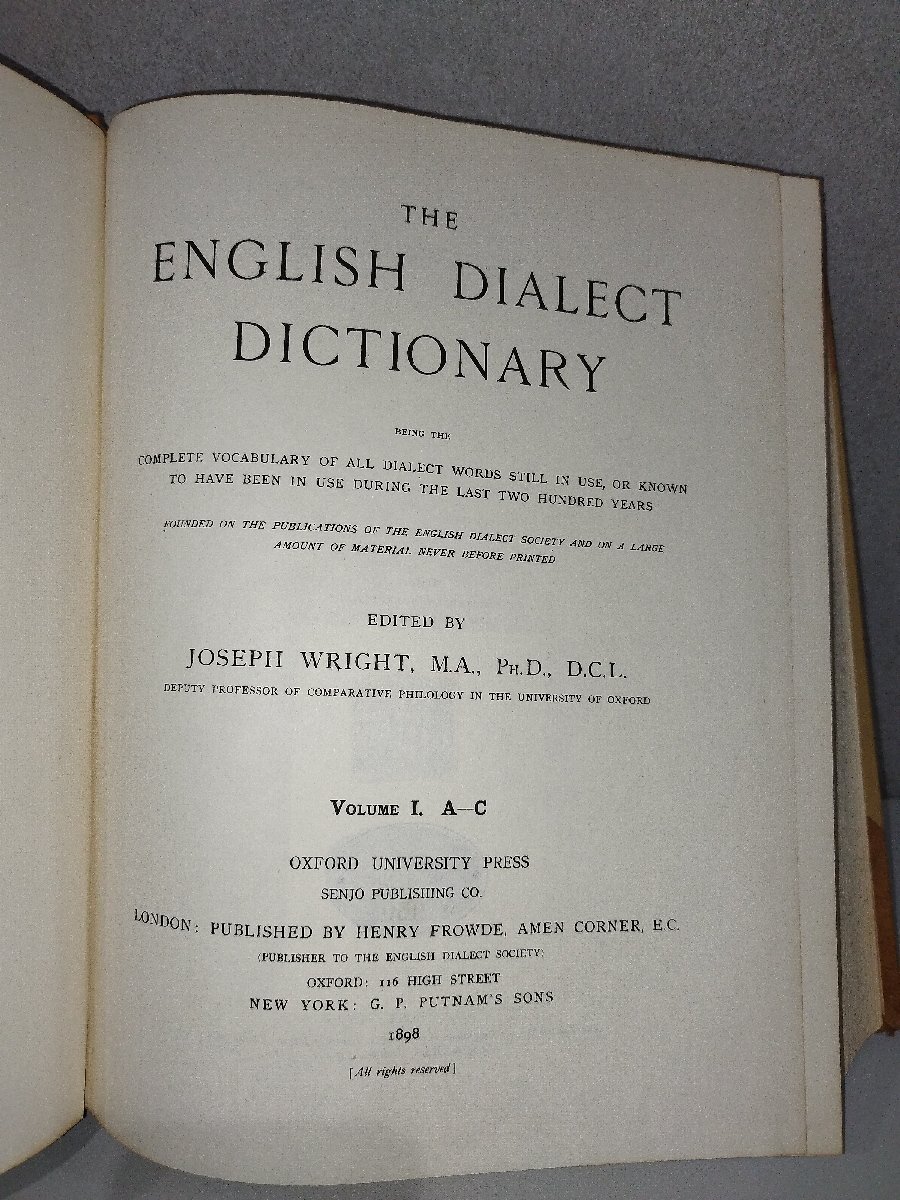 THE
ENGLISH DIALECT
DICTIONARY
BEING THE
COMPLETE VOCABULARY OF ALL DIALECT WORDS STILL IN USE, OR KNOWN
TO HAVE BEEN IN USE DURING THE LAST TWO HUNDRED YEARS
FOUNDED ON THE PUBLICATIONS OF THE ENGLISH DIALECT SOCIETY AND ON A LARGE
AMOUNT OF MATERIAL NEVER BEFORE PRINTED
EDITED BY
JOSEPH WRIGHT, M.A., PH.D., D.C.L.
DEPUTY PROFESSOR OF COMPARATIVE PHILOLOGY IN THE UNIVERSITY OF OXFORD
VOLUME I. A—C
OXFORD UNIVERSITY PRESS
SENJO PUBLISHING CO.
LONDON: PUBLISHED BY HENRY FROWDE, AMEN CORNER, E.C.
(PUBLISHER TO THE ENGLISH DIALECT SOCIETY)
OXFORD: 116 HIGH STREET
NEW YORK: G. P. PUTNAM'S SONS
1898
[All rights reserved]